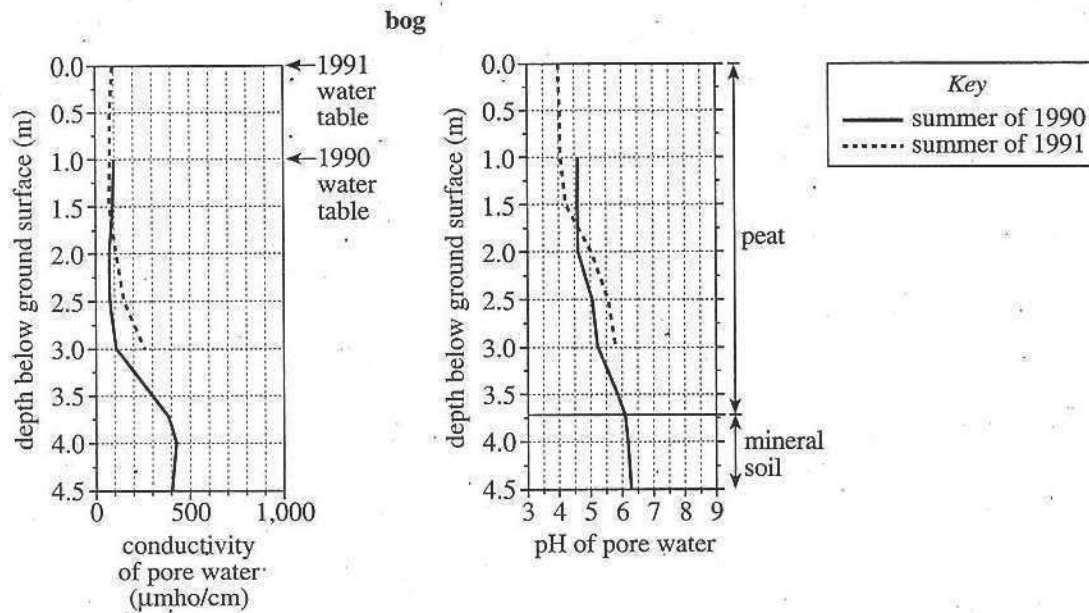 bog
depth below ground surface (m)
0.0
0.5
1.0
1.5
2.0
2.5
3.0
3.5
4.0
4.5
0
500
1,000
conductivity
of pore water
(µmho/cm)
1991
water
table
1990
water
table
depth below ground surface (m)
0.0
0.5
1.0
1.5
2.0
2.5
3.0
3.5
4.0
4.5
3 4 5 6 7 8 9
pH of pore water
peat
mineral
soil
Key
summer of 1990
summer of 1991